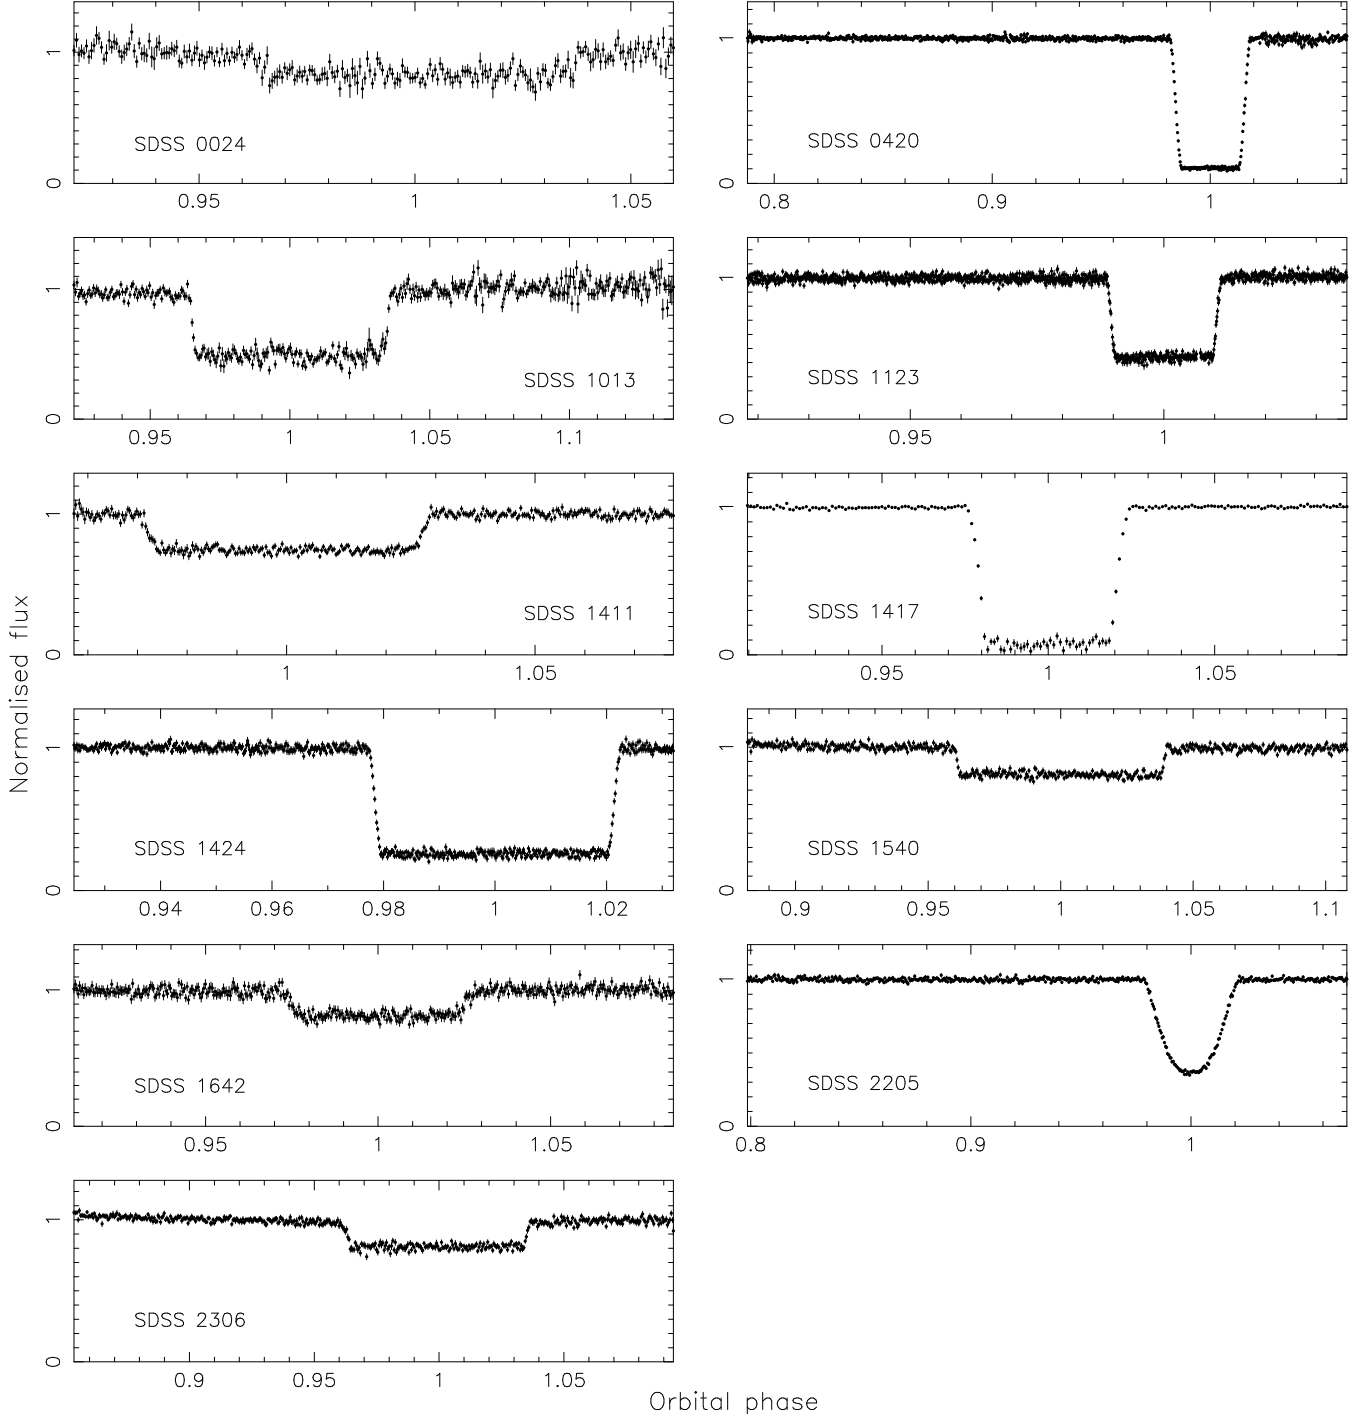 1
0
SDSS 0024
0.95 1 1.05
1
0
SDSS 0420
0.8 0.9 1
1
0
SDSS 1013
0.95 1 1.05 1.1
1
0
SDSS 1123
0.95 1
1
0
SDSS 1411
1 1.05
1
0
SDSS 1417
0.95 1 1.05
1
0
SDSS 1424
0.94 0.96 0.98 1 1.02
1
0
SDSS 1540
0.9 0.95 1 1.05 1.1
1
0
SDSS 1642
0.95 1 1.05
1
0
SDSS 2205
0.8 0.9 1
1
0
SDSS 2306
0.9 0.95 1 1.05
Normalised flux
Orbital phase